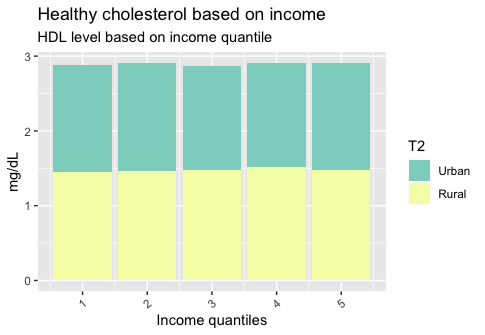 Healthy cholesterol based on income
HDL level based on income quantile
mg/dL
3
2
1
0
1
2
3
4
5
Income quantiles
T2
Urban
Rural